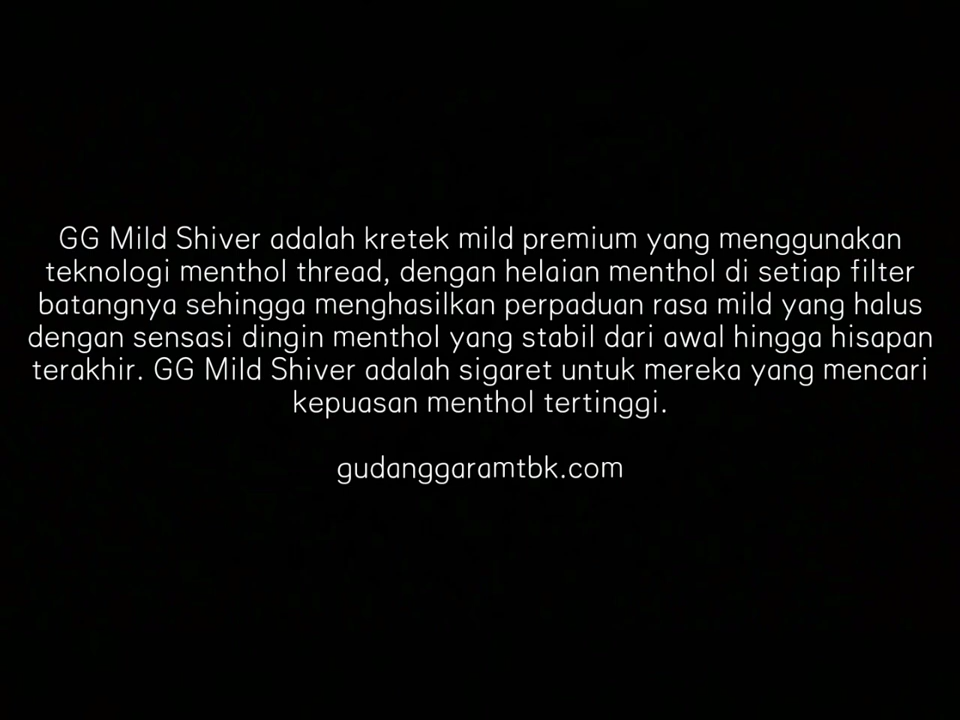 GG Mild Shiver adalah kretek mild premium yang menggunakan
teknologi menthol thread, dengan helaian menthol di setiap filter
batangnya sehingga menghasilkan perpaduan rasa mild yang halus
dengan sensasi dingin menthol yang stabil dari awal hingga hisapan
terakhir. GG Mild Shiver adalah sigaret untuk mereka yang mencari
kepuasan menthol tertinggi.
gudanggaramtbk.com